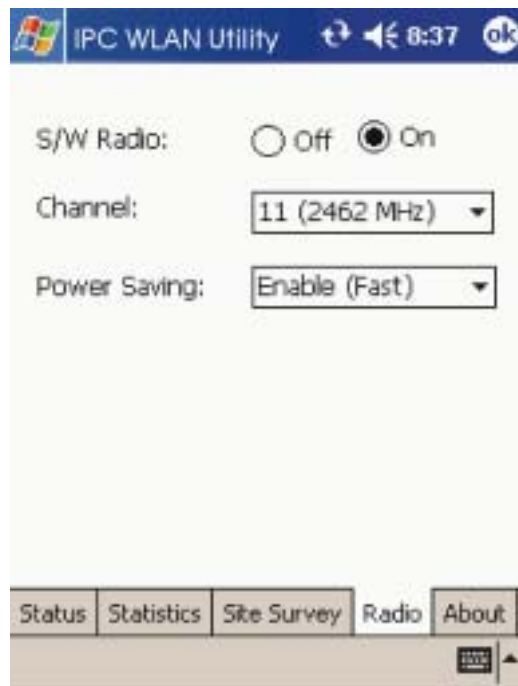 IPC WLAN Utility 8:37 ok
S/W Radio: Off On
Channel: 11 (2462 MHz)
Power Saving: Enable (Fast)
Status Statistics Site Survey Radio About